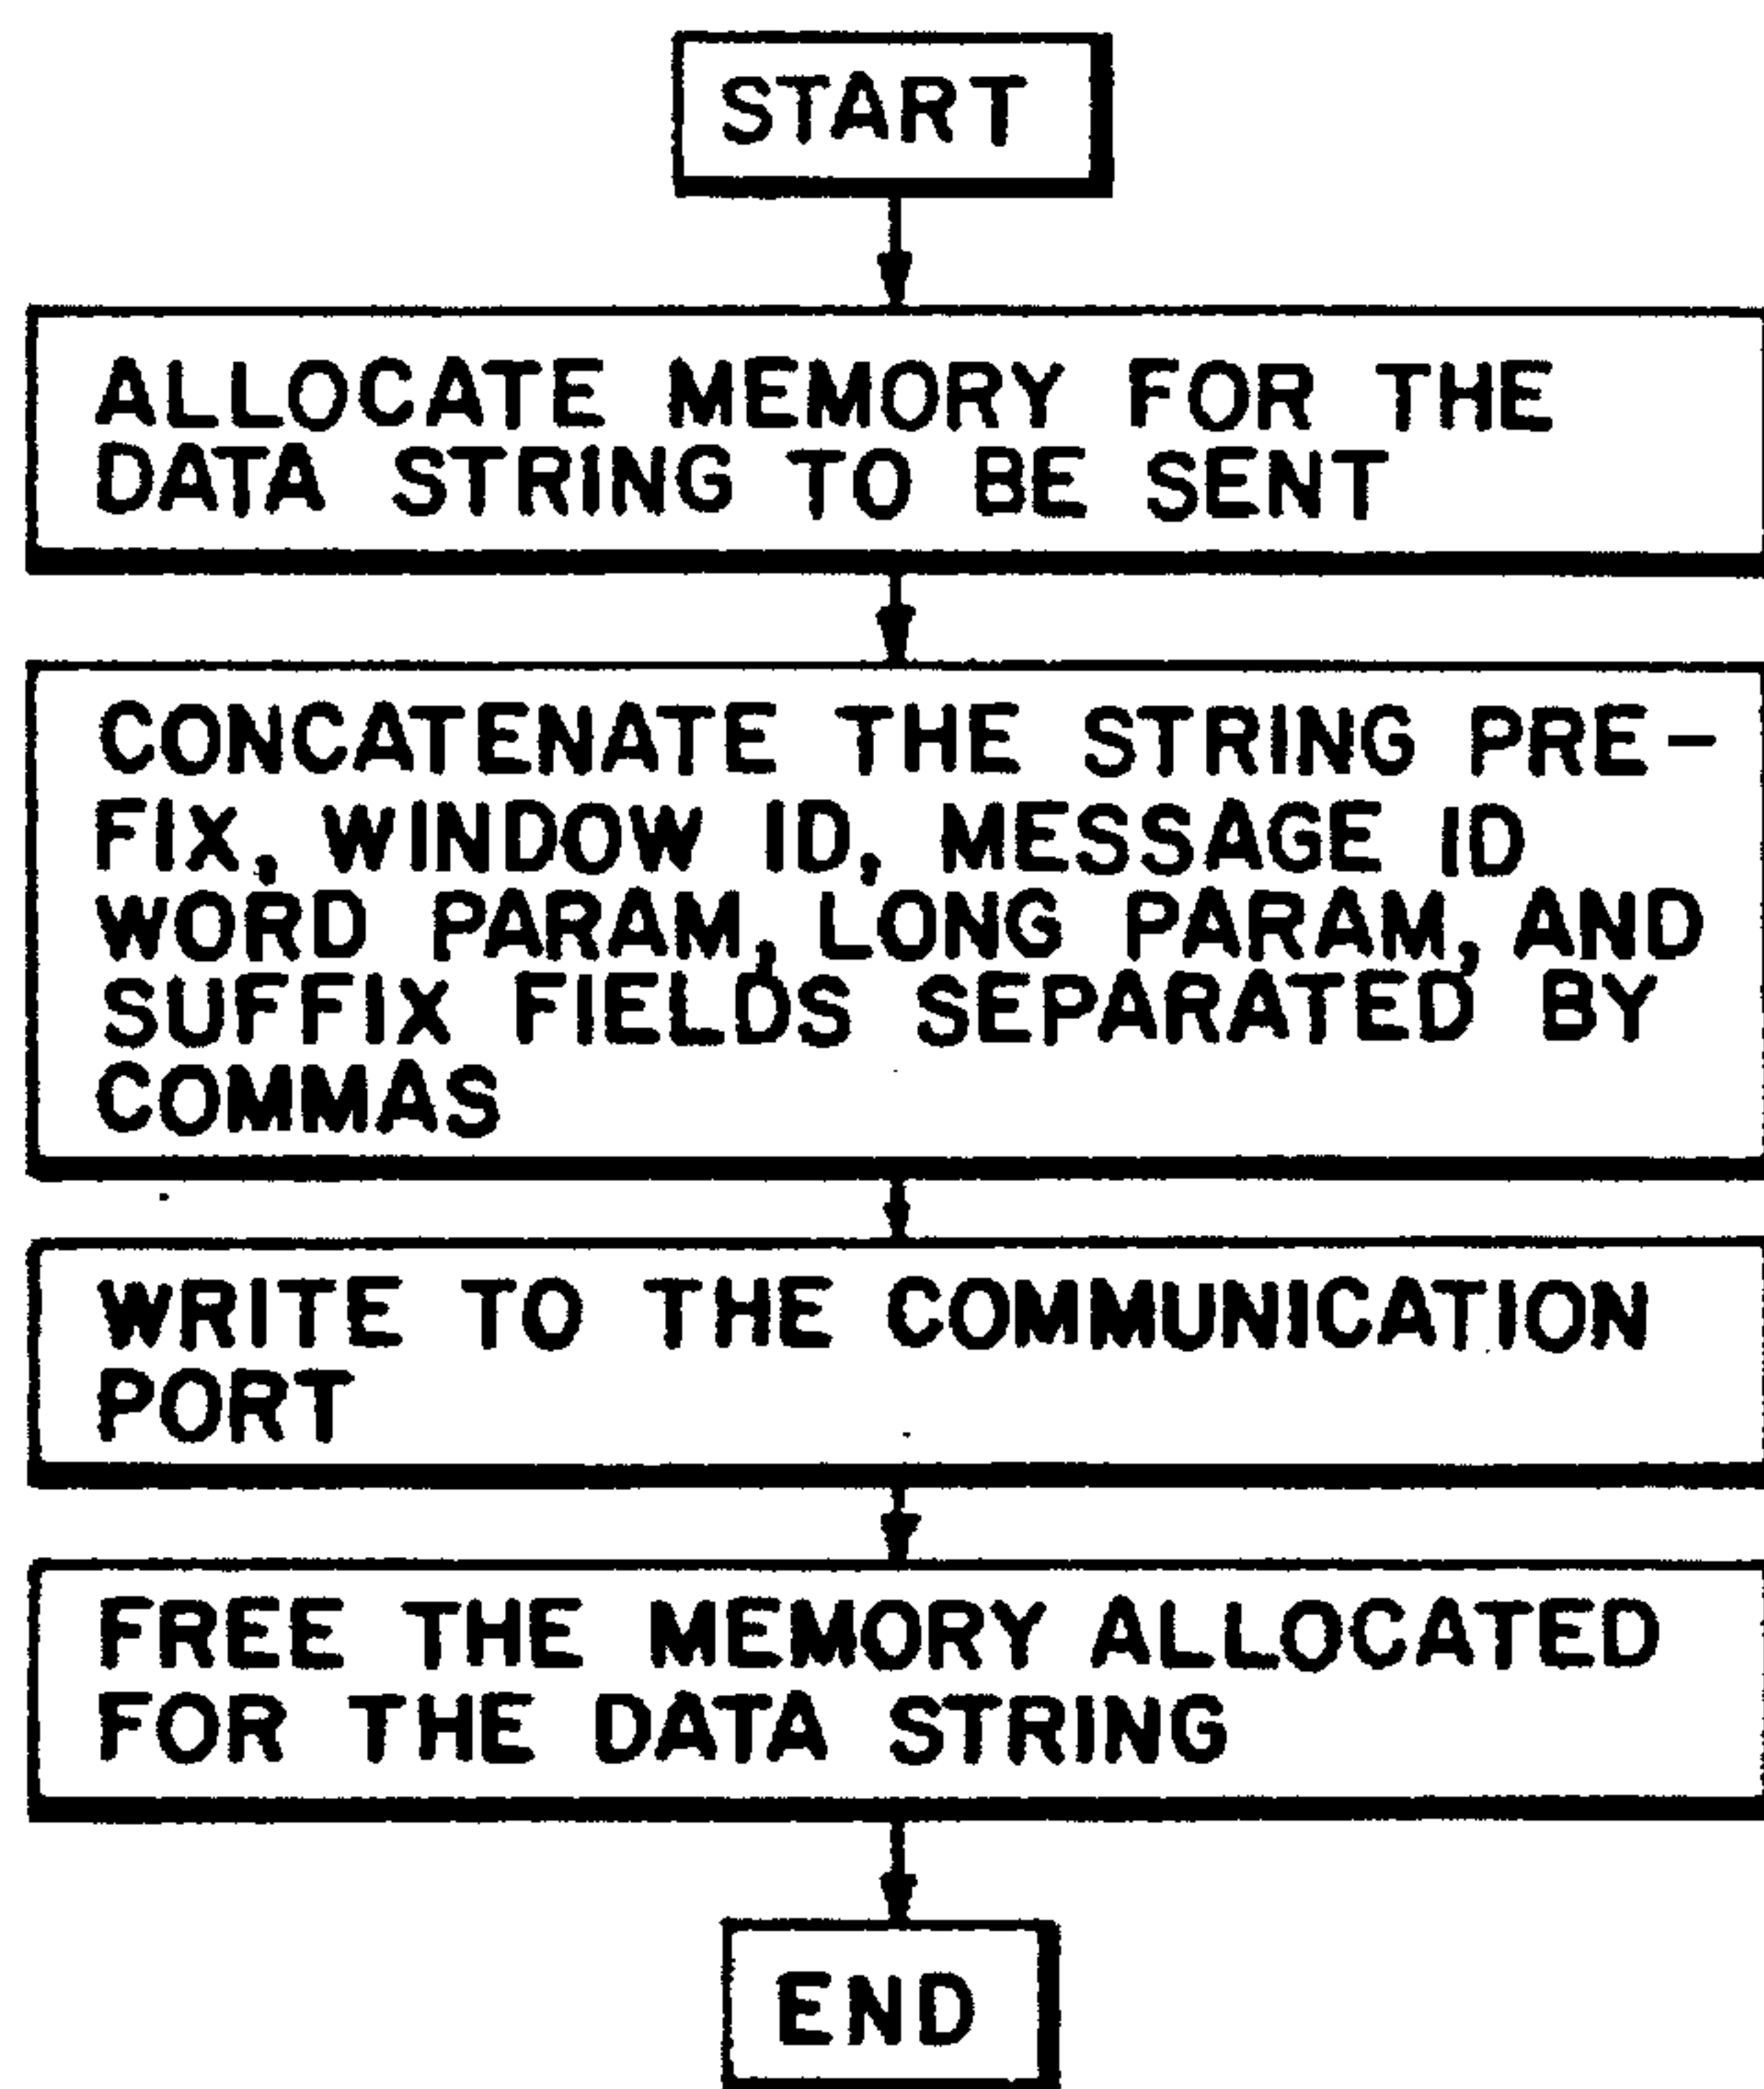 START
ALLOCATE MEMORY FOR THE
DATA STRING TO BE SENT
CONCATENATE THE STRING PRE-
FIX, WINDOW ID, MESSAGE ID
WORD PARAM, LONG PARAM, AND
SUFFIX FIELDS SEPARATED BY
COMMAS
WRITE TO THE COMMUNICATION
PORT
FREE THE MEMORY ALLOCATED
FOR THE DATA STRING
END